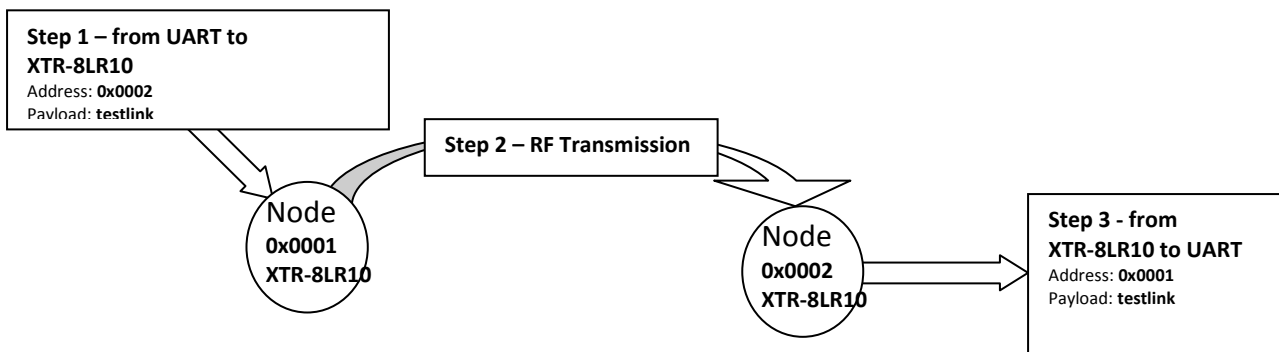 Step 1 – from UART to
XTR-8LR10
Address: 0x0002
Payload: testlink
Step 2 – RF Transmission
Node
0x0001
XTR-8LR10
Node
0x0002
XTR-8LR10
Step 3 - from
XTR-8LR10 to UART
Address: 0x0001
Payload: testlink